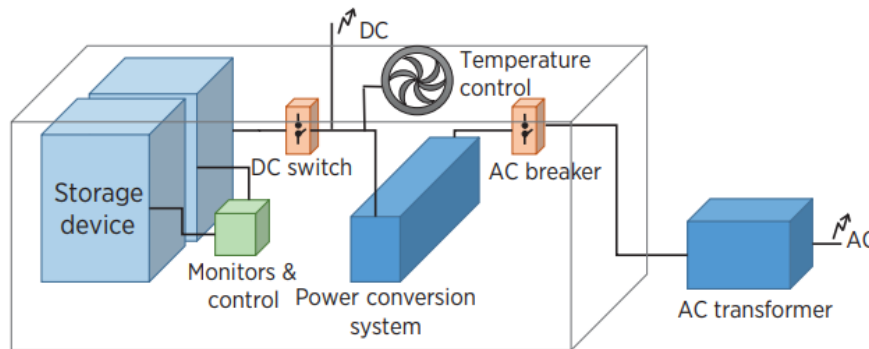 DC
Temperature
control
DC switch
AC breaker
Storage
device
Monitors &
control
Power conversion
system
AC
AC transformer